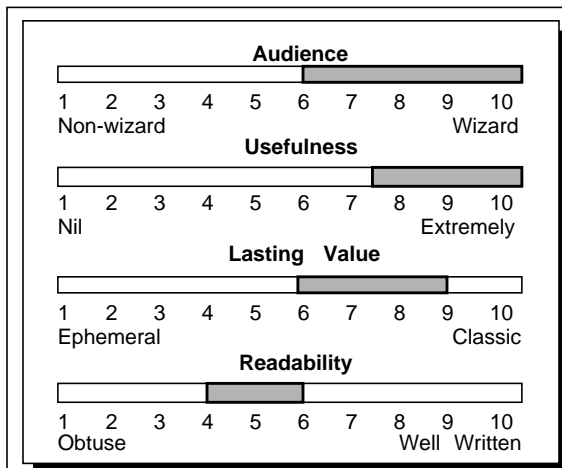 Audience
1 2 3 4 5 6 7 8 9 10
Non-wizard Wizard
Usefulness
1 2 3 4 5 6 7 8 9 10
Nil Extremely
Lasting Value
1 2 3 4 5 6 7 8 9 10
Ephemeral Classic
Readability
1 2 3 4 5 6 7 8 9 10
Obtuse Well Written